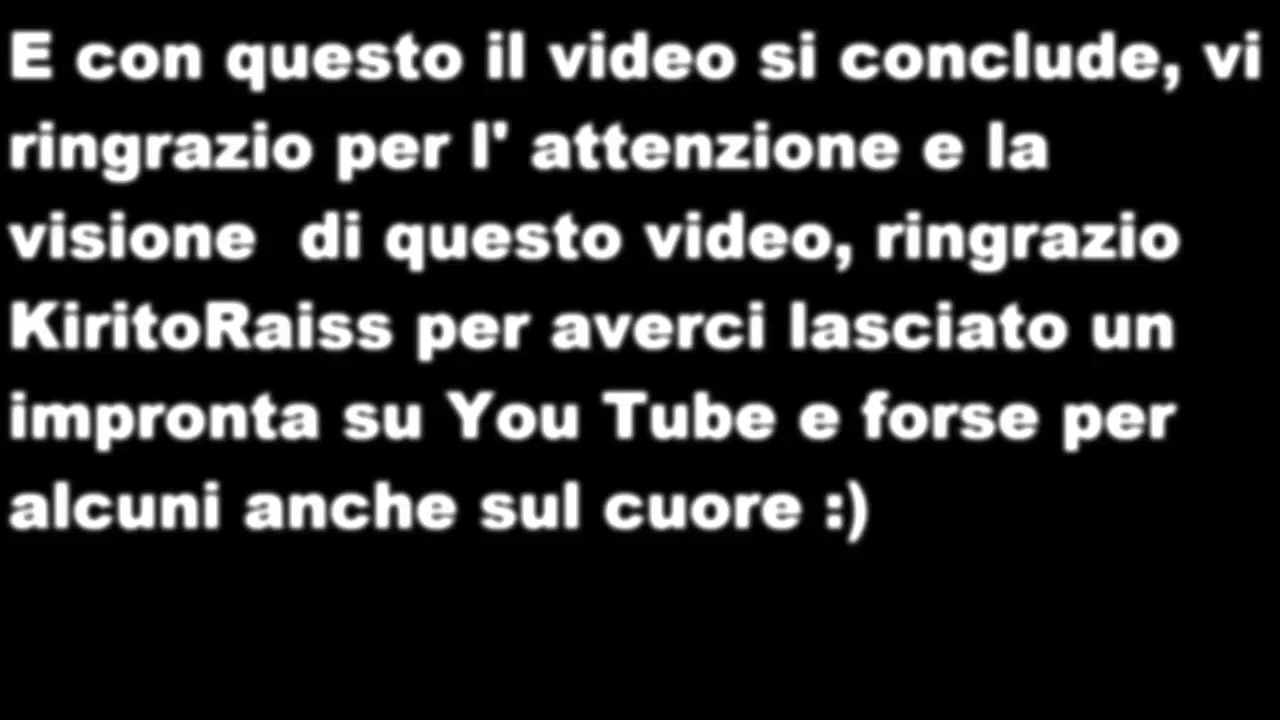 E con questo il video si conclude, vi
ringrazio per l' attenzione e la
visione  di questo video, ringrazio
KiritoRaiss per averci lasciato un
impronta su You Tube e forse per
alcuni anche sul cuore :)